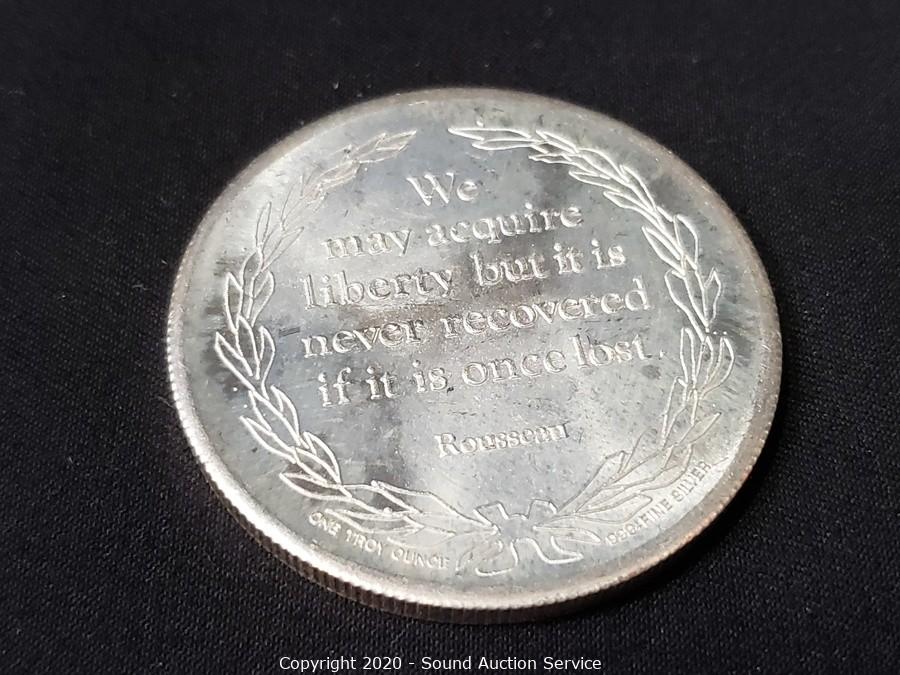 We
may acquire
liberty but it is
never recovered
if it is once lost.
Rousseau
ONE TROY OUNCE
.999+FINE SILVER
Copyright 2020 - Sound Auction Service